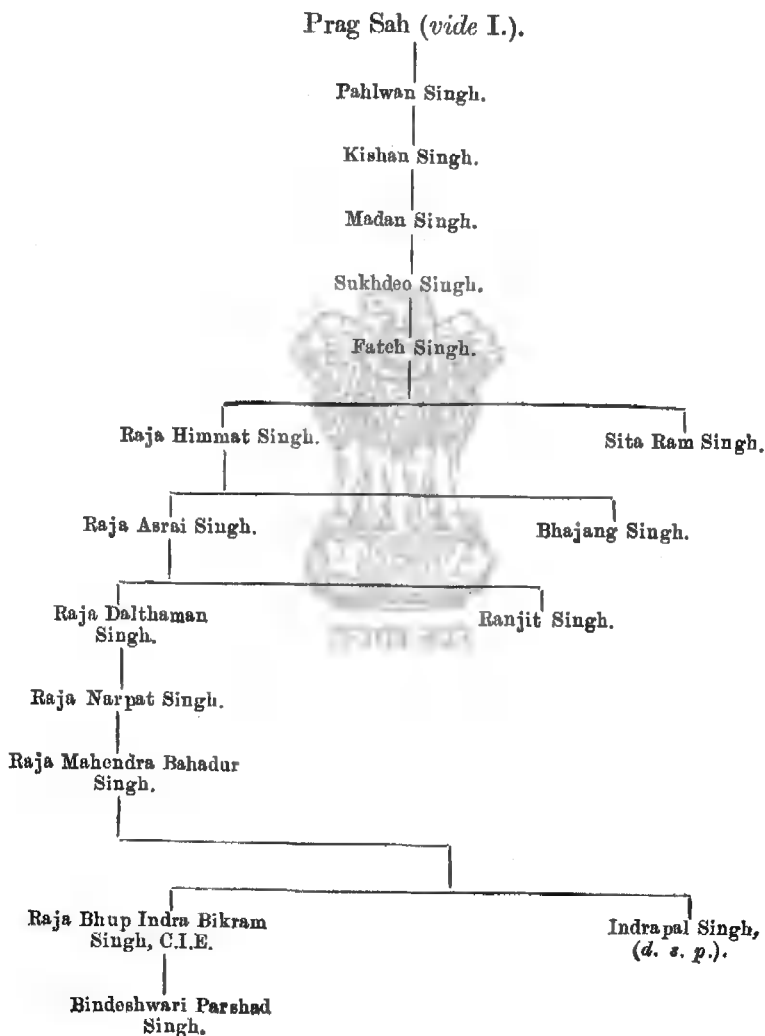 Prag Sah (vide I.).
Pahlwan Singh.
Kishan Singh.
Madan Singh.
Sukhdeo Singh.
Fateh Singh.
Raja Himmat Singh.
Sita Ram Singh.
Raja Asrai Singh.
Bhajang Singh.
Raja Dalthaman
Singh.
Ranjit Singh.
Raja Narpat Singh.
Raja Mahendra Bahadur
Singh.
Raja Bhup Indra Bikram
Singh, C.I.E.
Indrapal Singh,
(d. s. p.).
Bindeshwari Parshad
Singh.